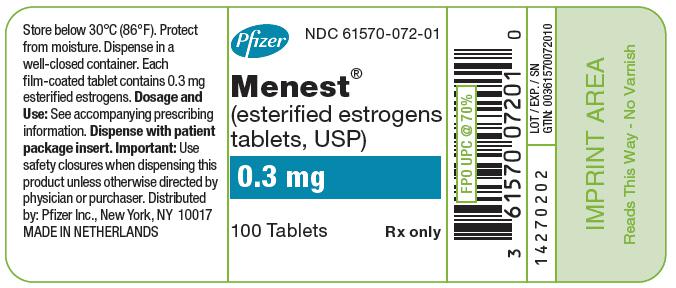 Store below 30°C (86°F). Protect
from moisture. Dispense in a
well-closed container. Each
film-coated tablet contains 0.3 mg
esterified estrogens. Dosage and
Use: See accompanying prescribing
information. Dispense with patient
package insert. Important: Use
safety closures when dispensing this
product unless otherwise directed by
physician or purchaser. Distributed
by: Pfizer Inc., New York, NY 10017
MADE IN NETHERLANDS
Pfizer
NDC 61570-072-01
Menest®
(esterified estrogens
tablets, USP)
0.3 mg
100 Tablets
Rx only
FPO UPC @ 70%
3 61570 07201 0
LOT / EXP. / SN
GTIN: 00361570072010
14270202
IMPRINT AREA
Reads This Way - No Varnish